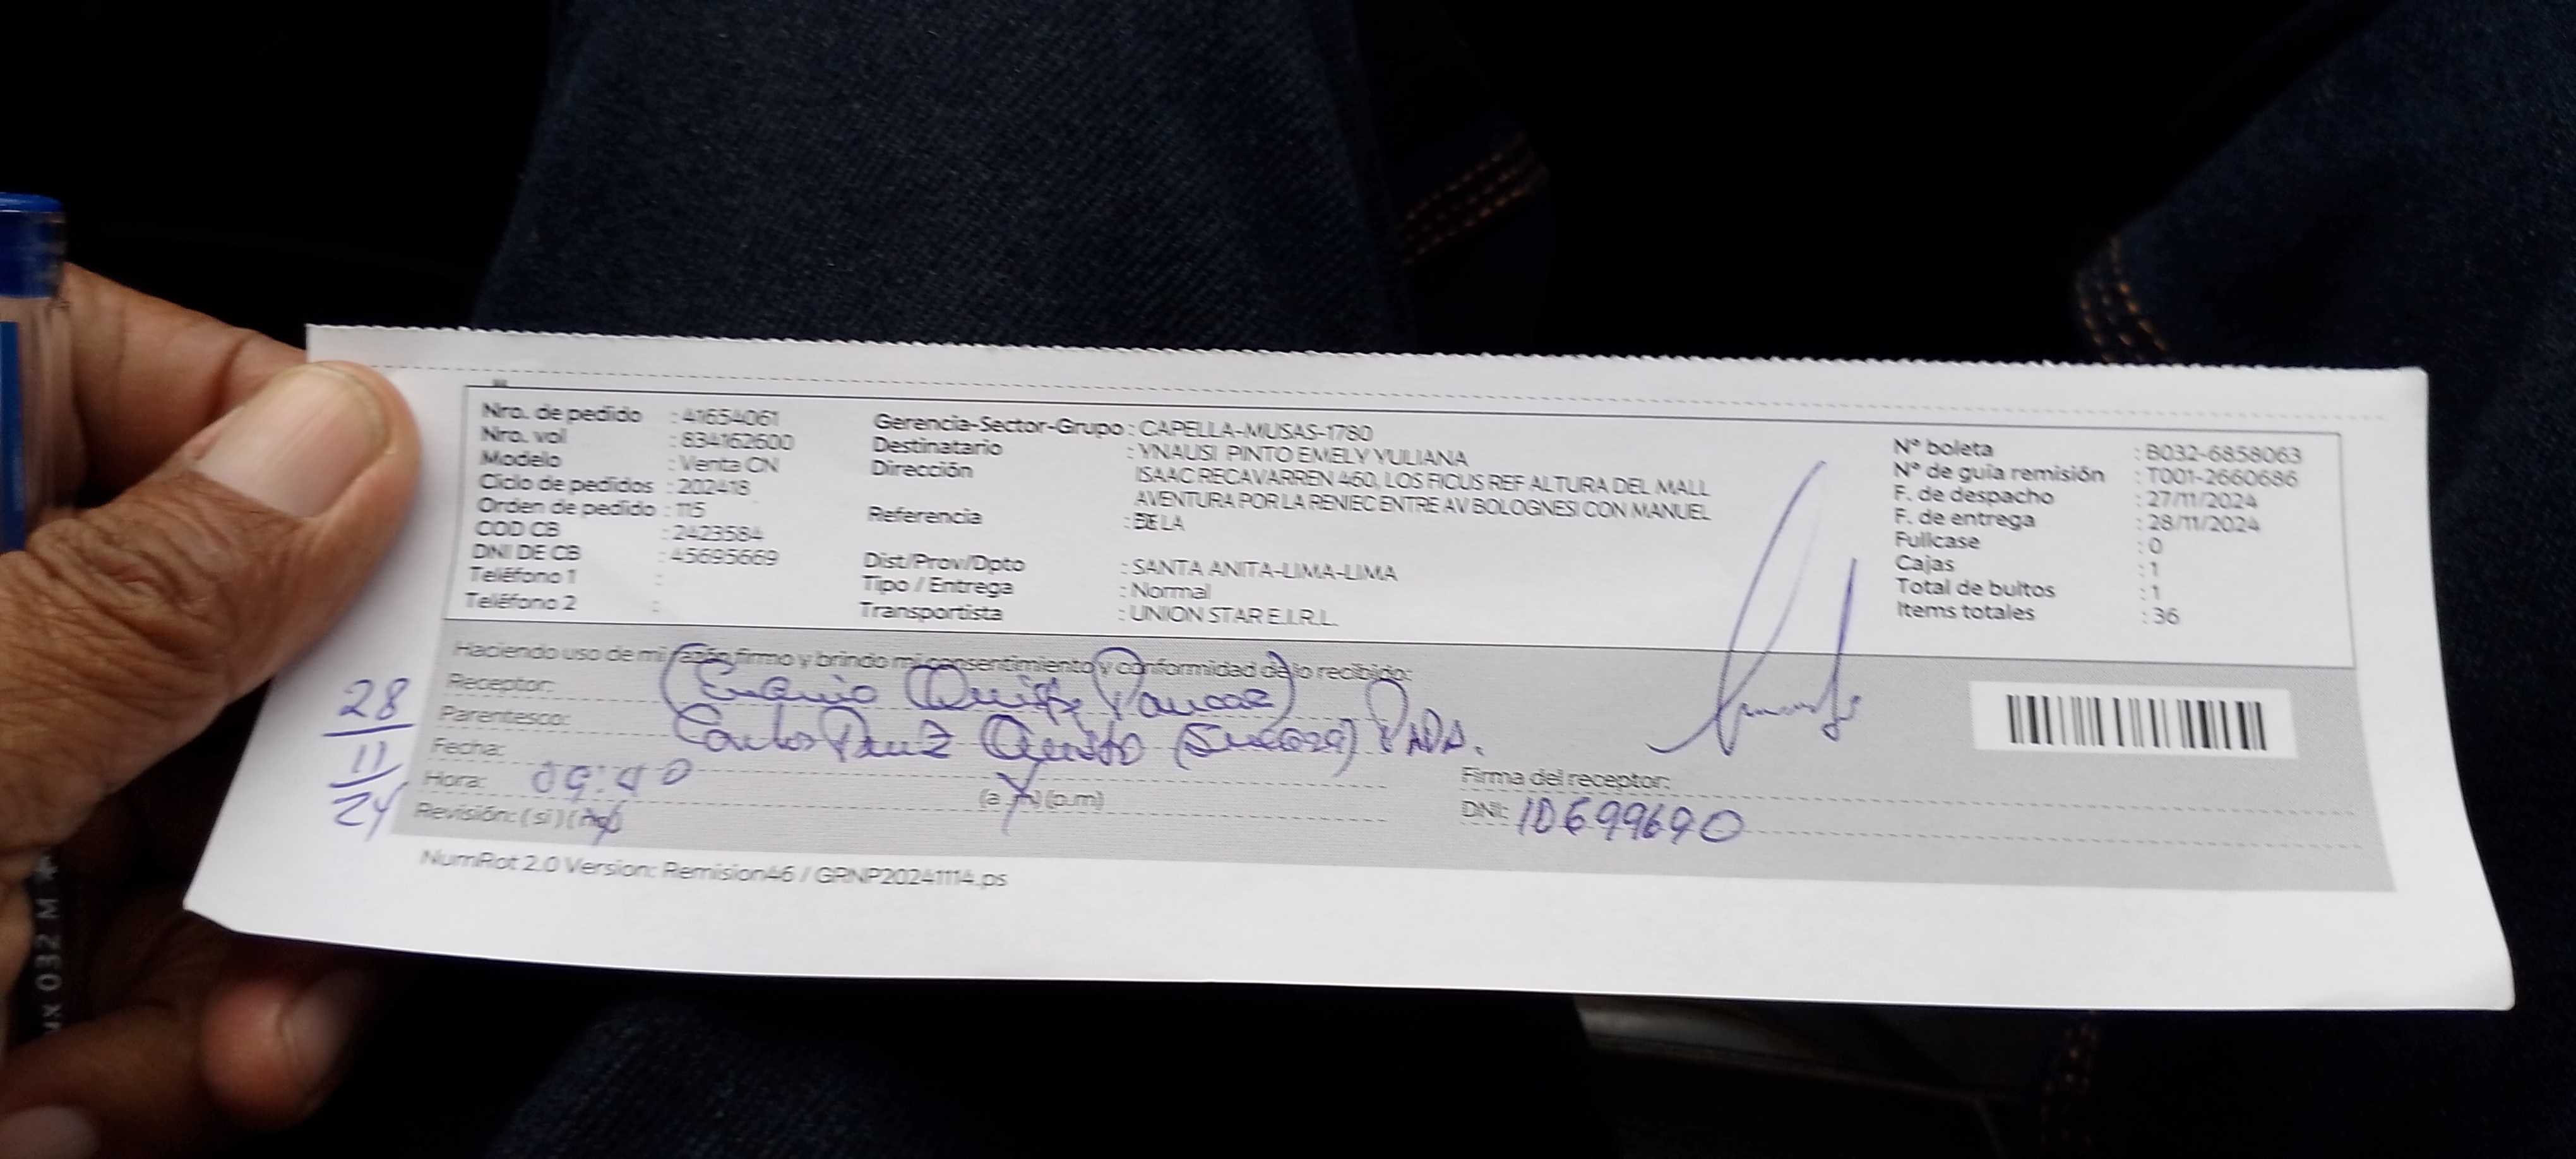 Nro. de pedido : 41654061
Nro. vol : 834162600
Modelo : Venta CN
Ciclo de pedidos : 202418
Orden de pedido : 115
COD CB : 2423584
DNI DE CB : 45695669
Teléfono 1 :
Teléfono 2 :
Gerencia-Sector-Grupo : CAPELLA-MUSAS-1780
Destinatario : YNAUSI PINTO EMELY YULIANA
Dirección ISAAC RECAVARREN 460, LOS FICUS REF ALTURA DEL MALL
AVENTURA POR LA RENIEC ENTRE AV BOLOGNESI CON MANUEL
Referencia : DE LA
Dist/Prov/Dpto : SANTA ANITA-LIMA-LIMA
Tipo / Entrega : Normal
Transportista : UNION STAR E.I.R.L.
N° boleta : B032-6858063
N° de guia remisión : T001-2660686
F. de despacho : 27/11/2024
F. de entrega : 28/11/2024
Fullcase : 0
Cajas : 1
Total de bultos : 1
Items totales : 36
Haciendo uso de mi razón firmo y brindo mi consentimiento y conformidad de lo recibido:
Receptor:
Parentesco: Carlos
Fecha:
28
11
24
Hora: 09:40 (a.m) (p.m)
Revisión: (si) (no)
Firma del receptor:
DNI: 10699690
NumRot 2.0 Version: Remision46 / GRNP20241114.ps
ux 032 M